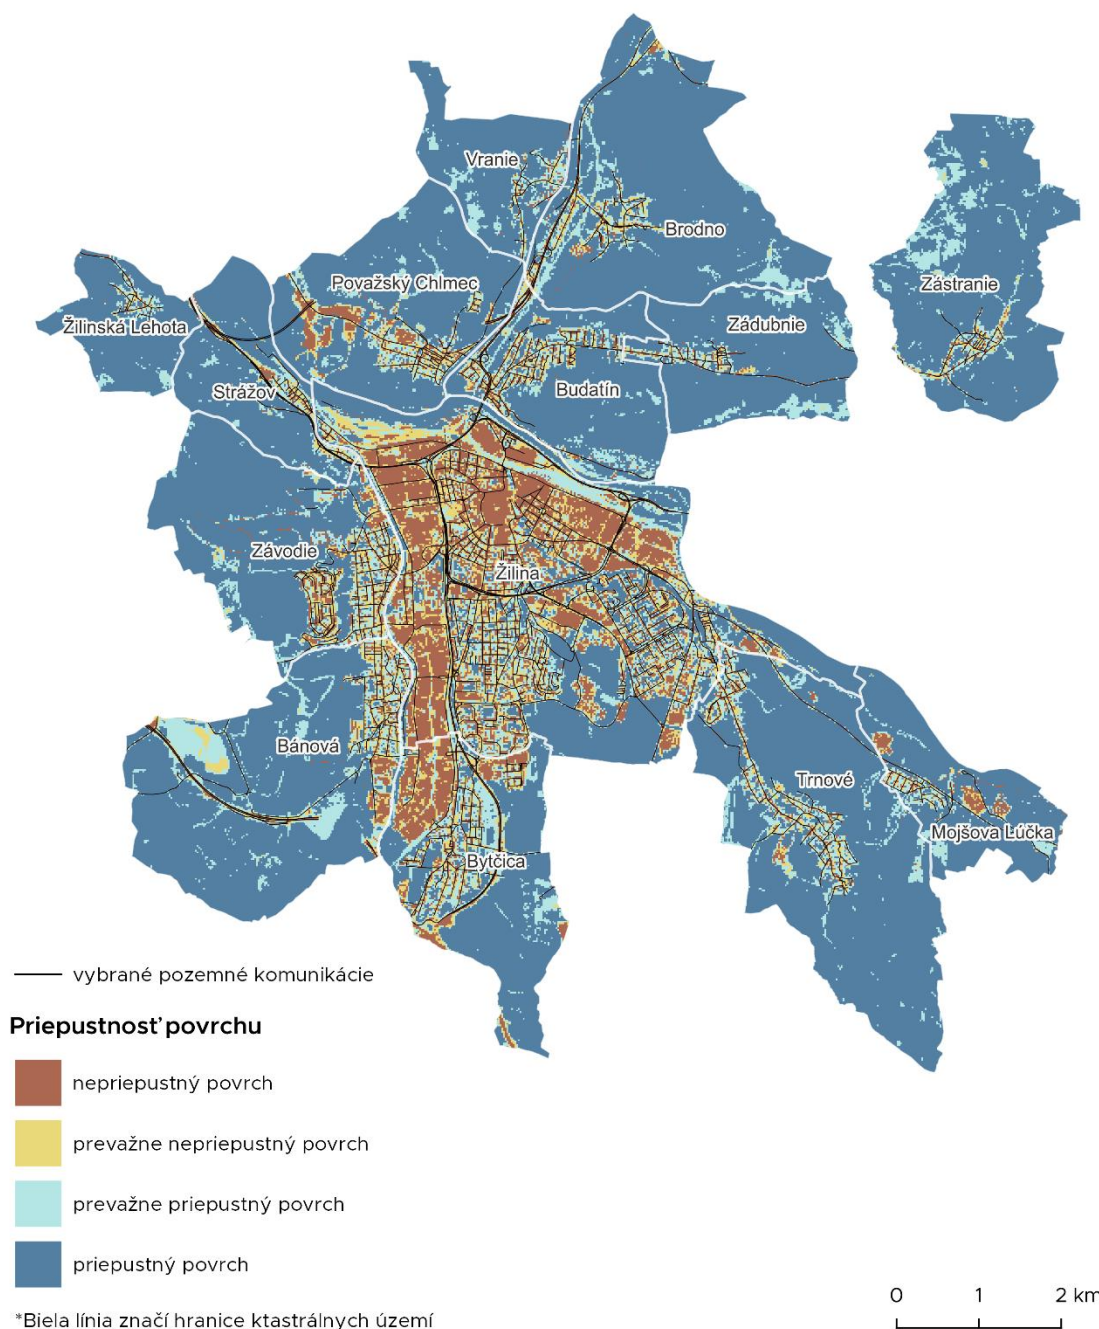 Vranie
Brodno
Považský Chlmec
Zástranie
Žilinská Lehota
Zádubnie
Strážov
Budatín
Závodie
Žilina
Bánová
Trnové
Mojšova Lúčka
Bytčica
vybrané pozemné komunikácie
Priepustnosť povrchu
nepriepustný povrch
prevažne nepriepustný povrch
prevažne priepustný povrch
priepustný povrch
*Biela línia značí hranice ktastrálnych území
0 1 2 km